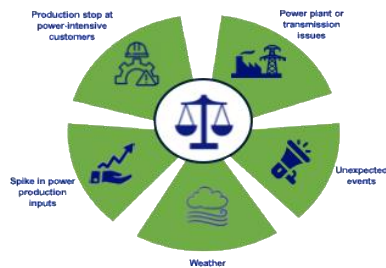 Production stop at
power-intensive
customers
Power plant or
transmission
issues
Spike in power
production
inputs
Unexpected
events
Weather